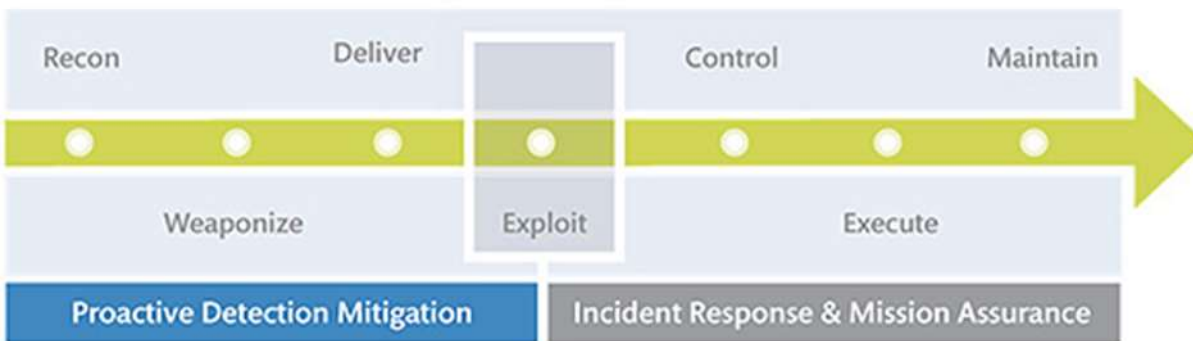 Recon
Deliver
Control
Maintain
Weaponize
Exploit
Execute
Proactive Detection Mitigation
Incident Response & Mission Assurance